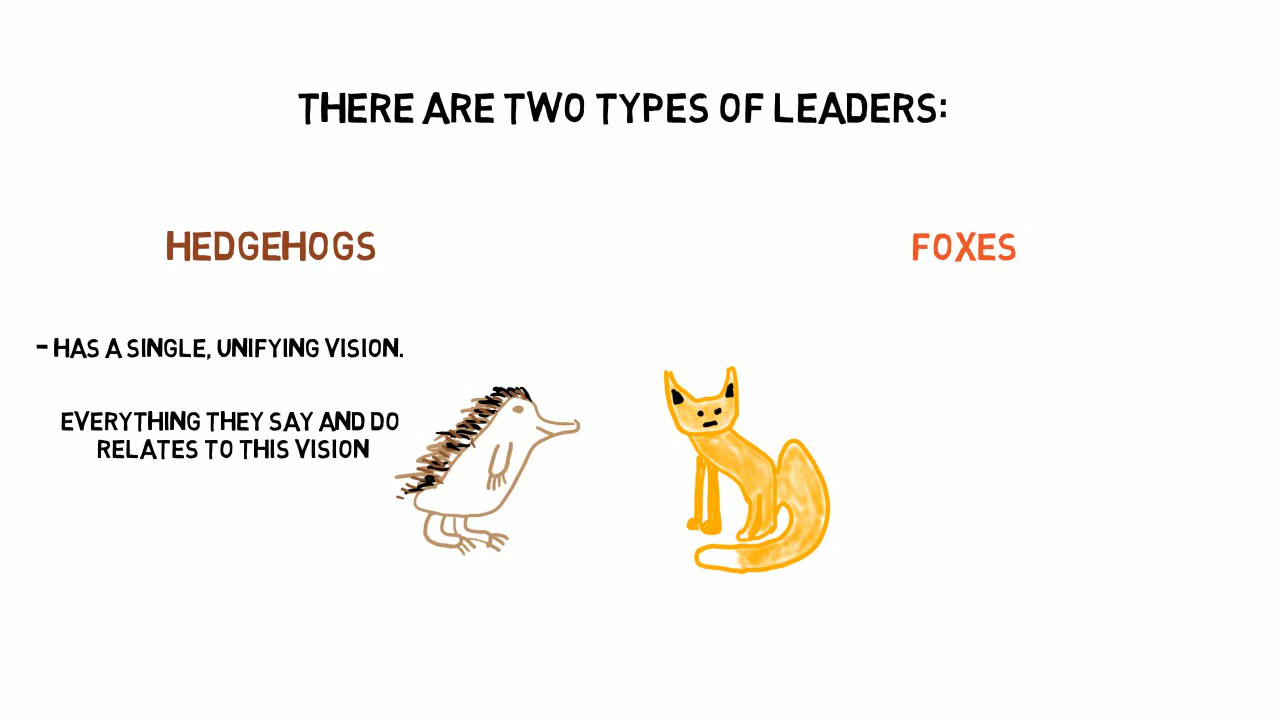 THERE ARE TWO TYPES OF LEADERS:
HEDGEHOGS
FOXES
- HAS A SINGLE, UNIFYING VISION.
EVERYTHING THEY SAY AND DO
RELATES TO THIS VISION